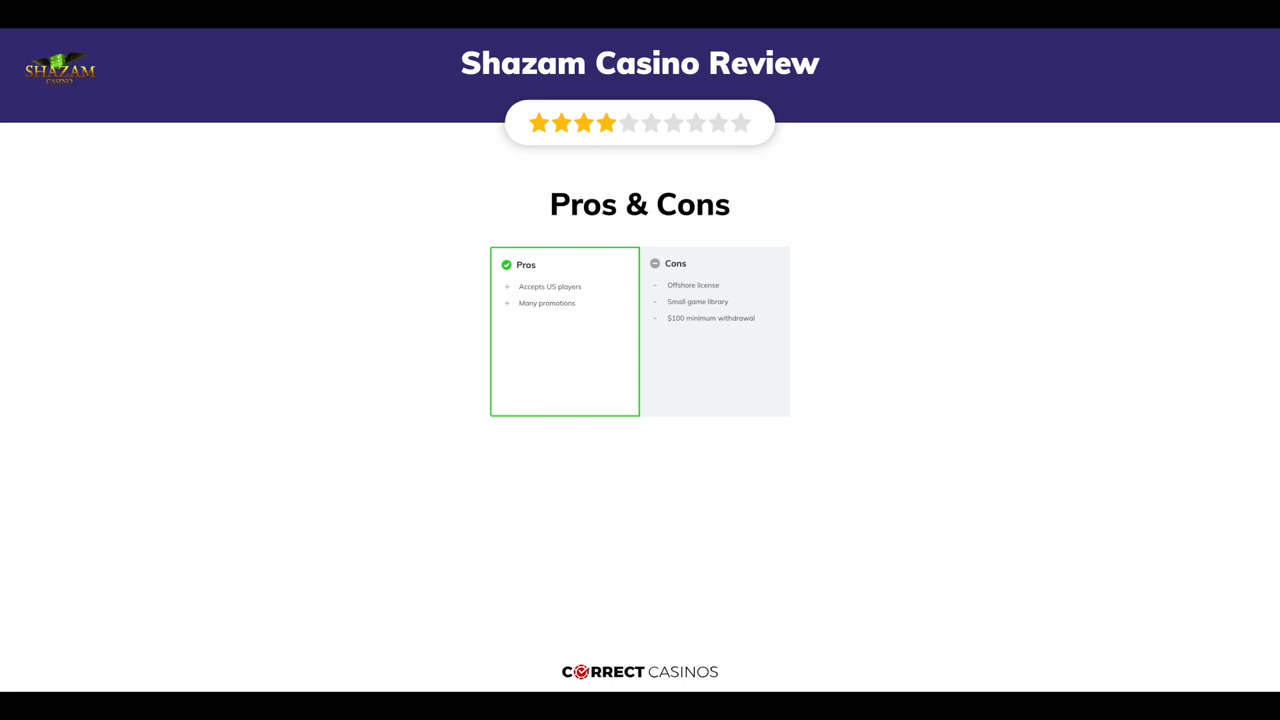 SHAZAM
CASINO
Shazam Casino Review
Pros & Cons
Pros
+ Accepts US players
+ Many promotions
Cons
- Offshore license
- Small game library
- $100 minimum withdrawal
CORRECT CASINOS